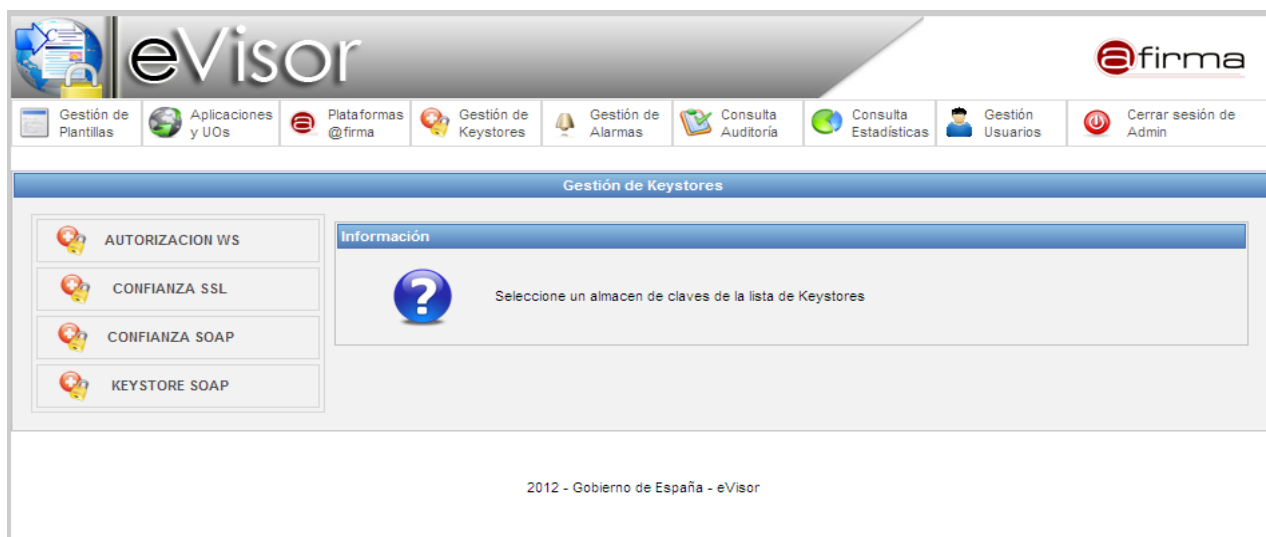 eVisor
@firma
Gestión de Plantillas
Aplicaciones y UOs
Plataformas @firma
Gestión de Keystores
Gestión de Alarmas
Consulta Auditoría
Consulta Estadísticas
Gestión Usuarios
Cerrar sesión de Admin
Gestión de Keystores
AUTORIZACION WS
CONFIANZA SSL
CONFIANZA SOAP
KEYSTORE SOAP
Información
Seleccione un almacen de claves de la lista de Keystores
2012 - Gobierno de España - eVisor